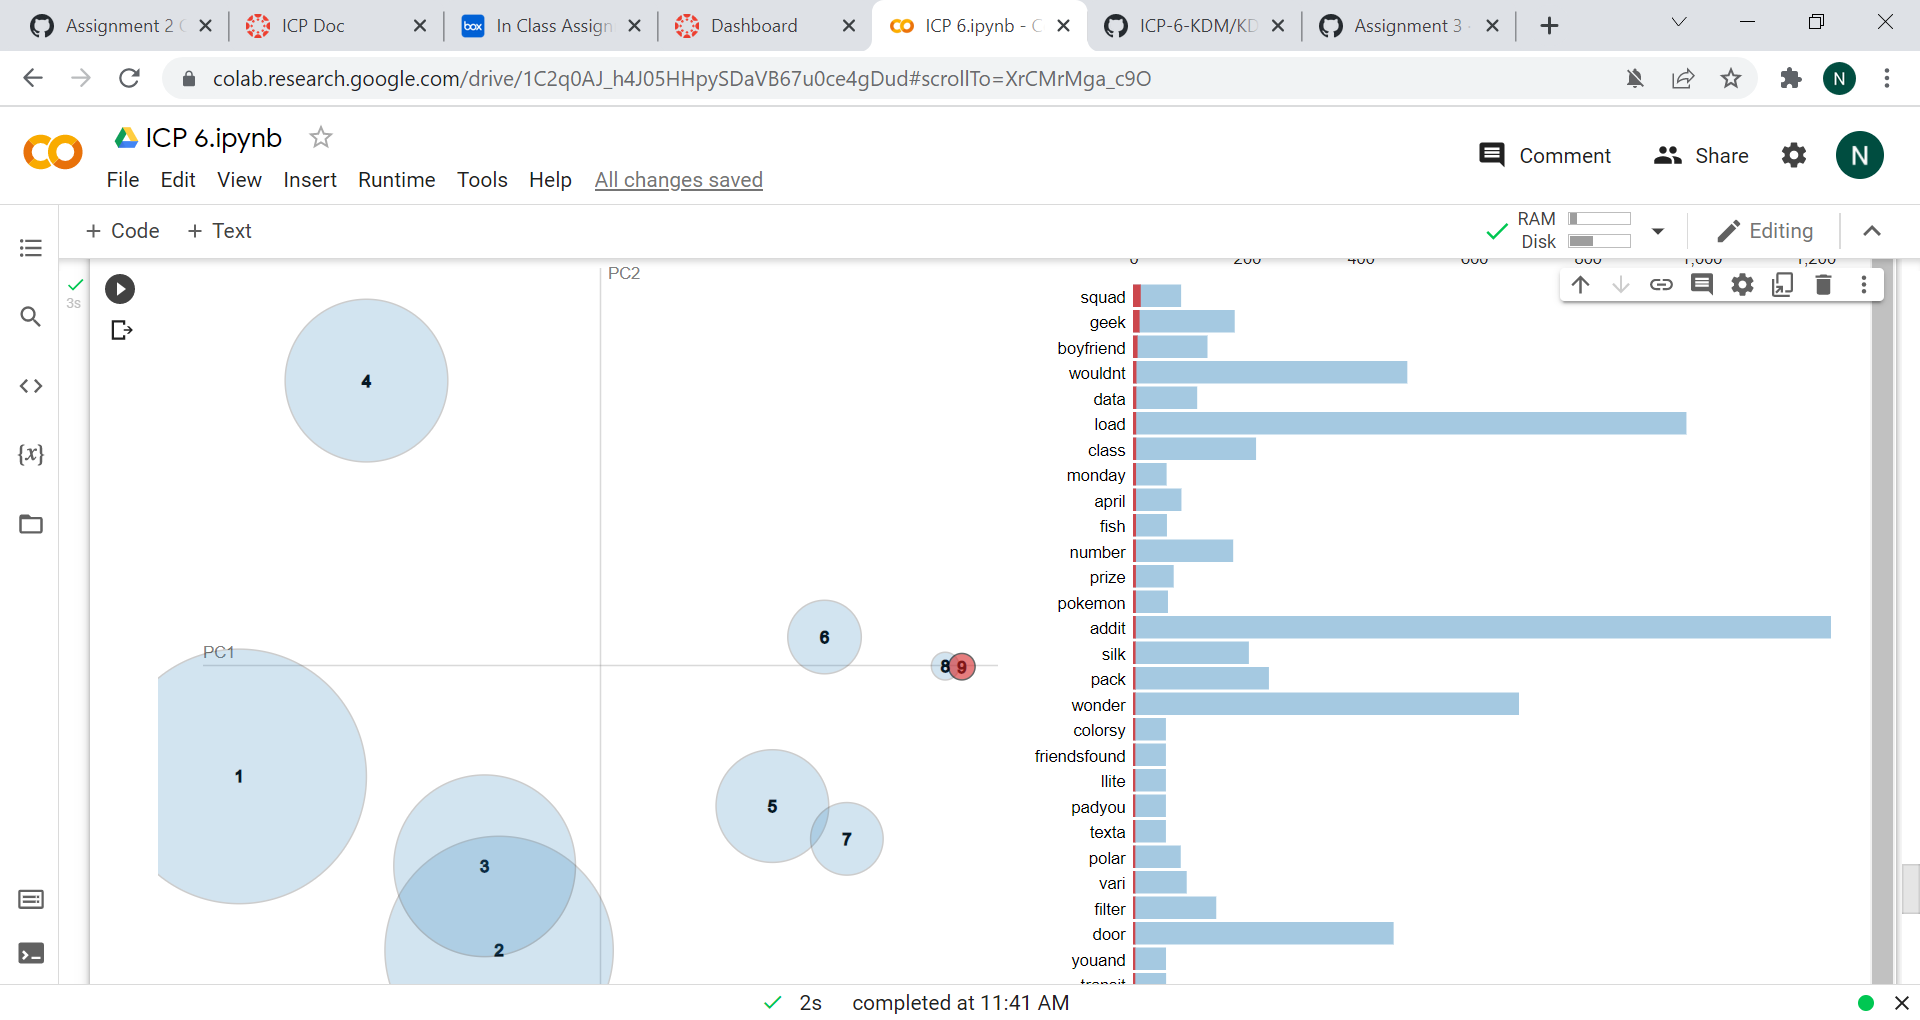 Assignment 2
ICP Doc
box
In Class Assign
Dashboard
ICP 6.ipynb - C
ICP-6-KDM/KD
Assignment 3 -
colab.research.google.com/drive/1C2q0AJ_h4J05HHpySDaVB67u0ce4gDud#scrollTo=XrCMrMga_c9O
N
ICP 6.ipynb
Comment
Share
N
File Edit View Insert Runtime Tools Help All changes saved
+ Code + Text
RAM
Disk
Editing
0 200 400 600 800 1,000 1,200
3s
PC2
PC1
4
6
8
9
1
5
7
3
2
squad
geek
boyfriend
wouldnt
data
load
class
monday
april
fish
number
prize
pokemon
addit
silk
pack
wonder
colorsy
friendsfound
llite
padyou
texta
polar
vari
filter
door
youand
transit
{x}
2s completed at 11:41 AM